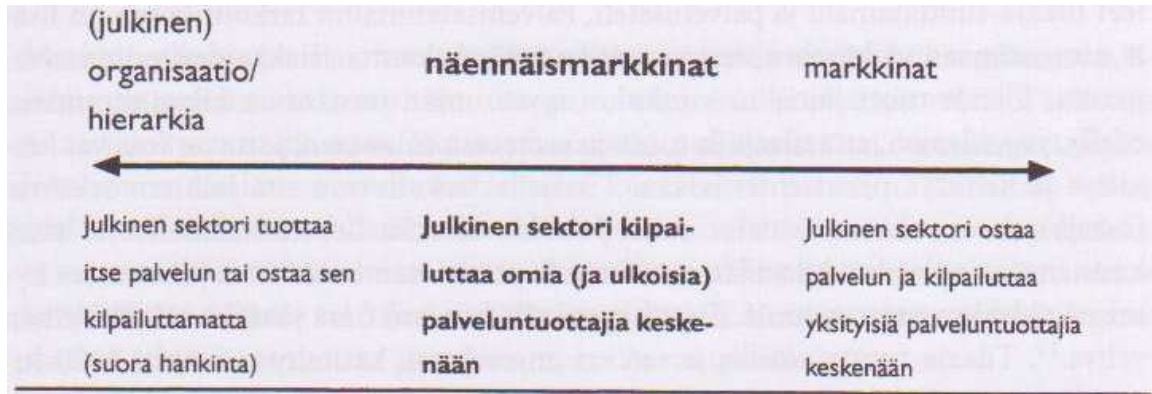 (julkinen)
organisaatio/
hierarkia
näennäismarkkinat
markkinat
Julkinen sektori tuottaa
itse palvelun tai ostaa sen
kilpailuttamatta
(suora hankinta)
Julkinen sektori kilpai-
luttaa omia (ja ulkoisia)
palveluntuottajia keske-
nään
Julkinen sektori ostaa
palvelun ja kilpailuttaa
yksityisiä palveluntuottajia
keskenään